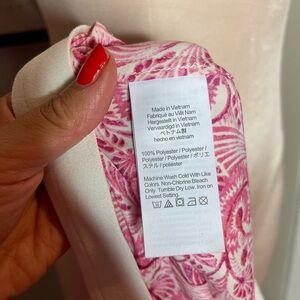 Made in Vietnam
Fabriqué au Viêt Nam
Hergestellt in Vietnam
Vervaardigd in Vietnam
ベトナム製
hecho en vietnam
100% Polyester / Polyester /
Polyester / Polyester / ポリエ
ステル / poliéster
Machine Wash Cold With Like
Colors. Non-Chlorine Bleach
Only. Tumble Dry Low. Iron on
Lowest Setting.